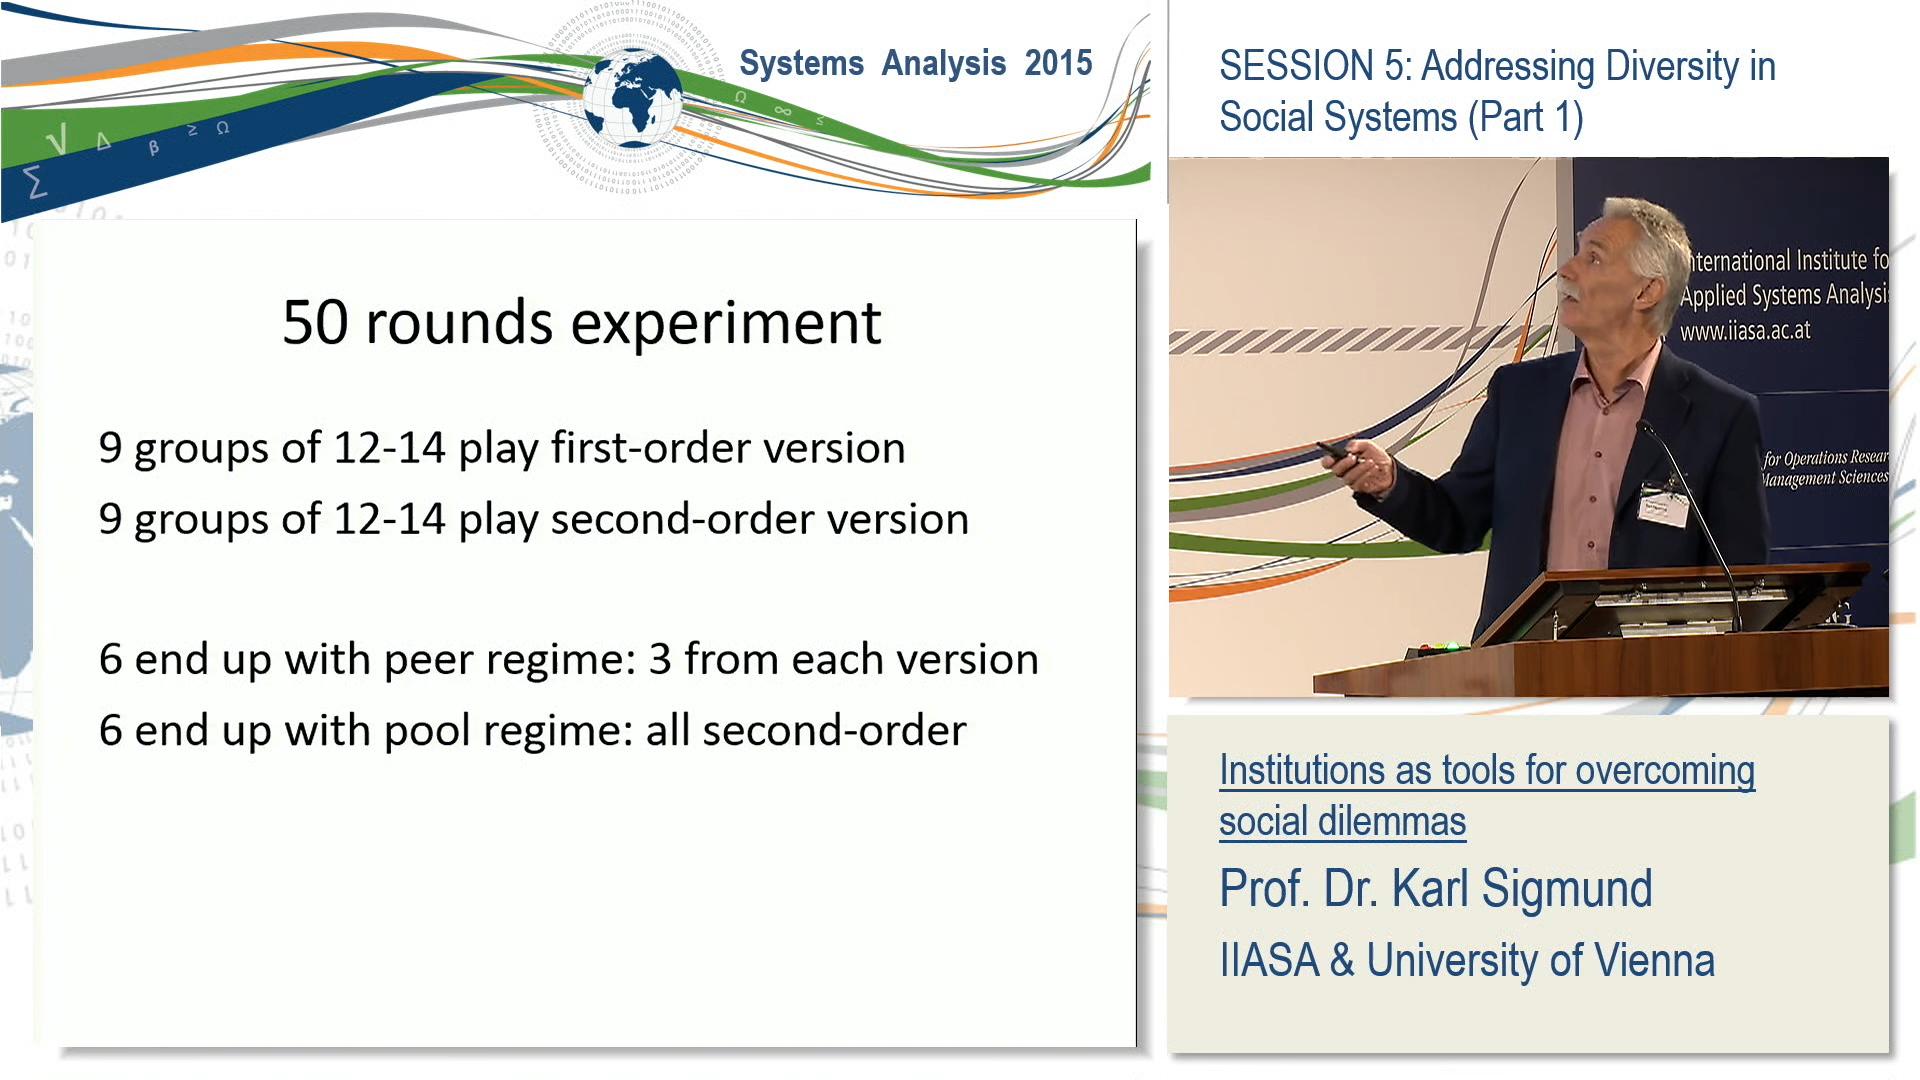 Systems Analysis 2015
SESSION 5: Addressing Diversity in
Social Systems (Part 1)
50 rounds experiment
9 groups of 12-14 play first-order version
9 groups of 12-14 play second-order version
6 end up with peer regime: 3 from each version
6 end up with pool regime: all second-order
International Institute fo
Applied Systems Analysis
www.iiasa.ac.at
for Operations Resear
Management Sciences
Institutions as tools for overcoming
social dilemmas
Prof. Dr. Karl Sigmund
IIASA & University of Vienna